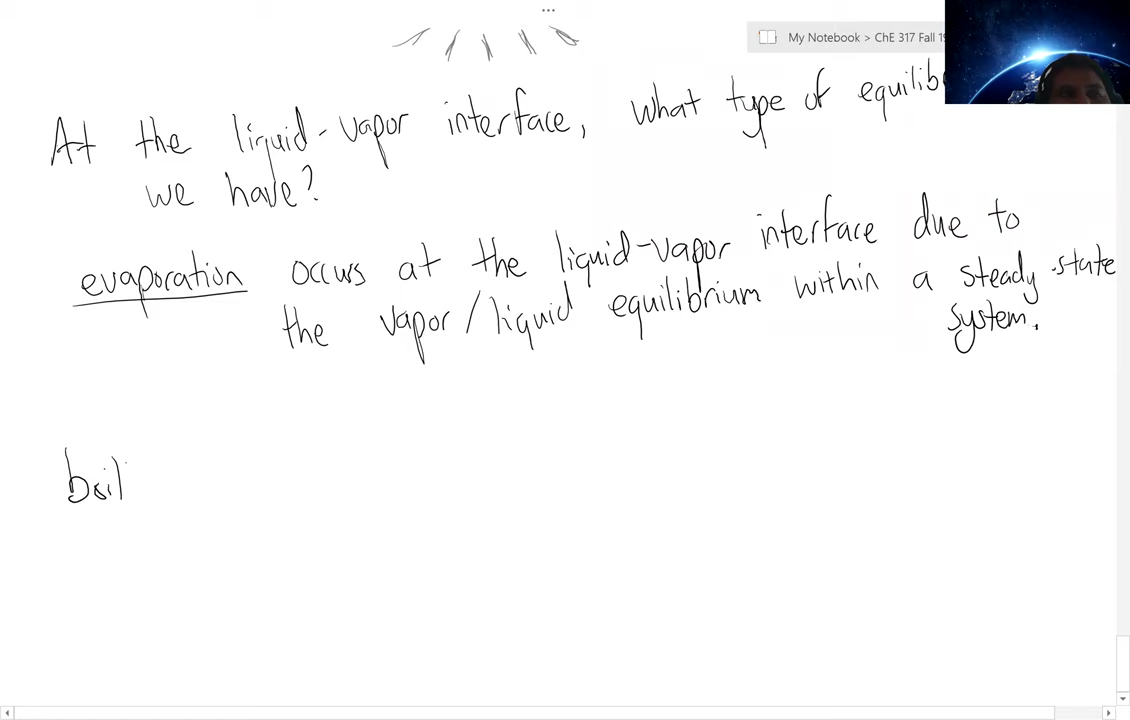 ...
My Notebook > ChE 317 Fall 19
At the liquid-vapor interface, what type of equilib
we have?
evaporation occurs at the liquid-vapor interface due to
the vapor/liquid equilibrium within a steady-state
system.
boil